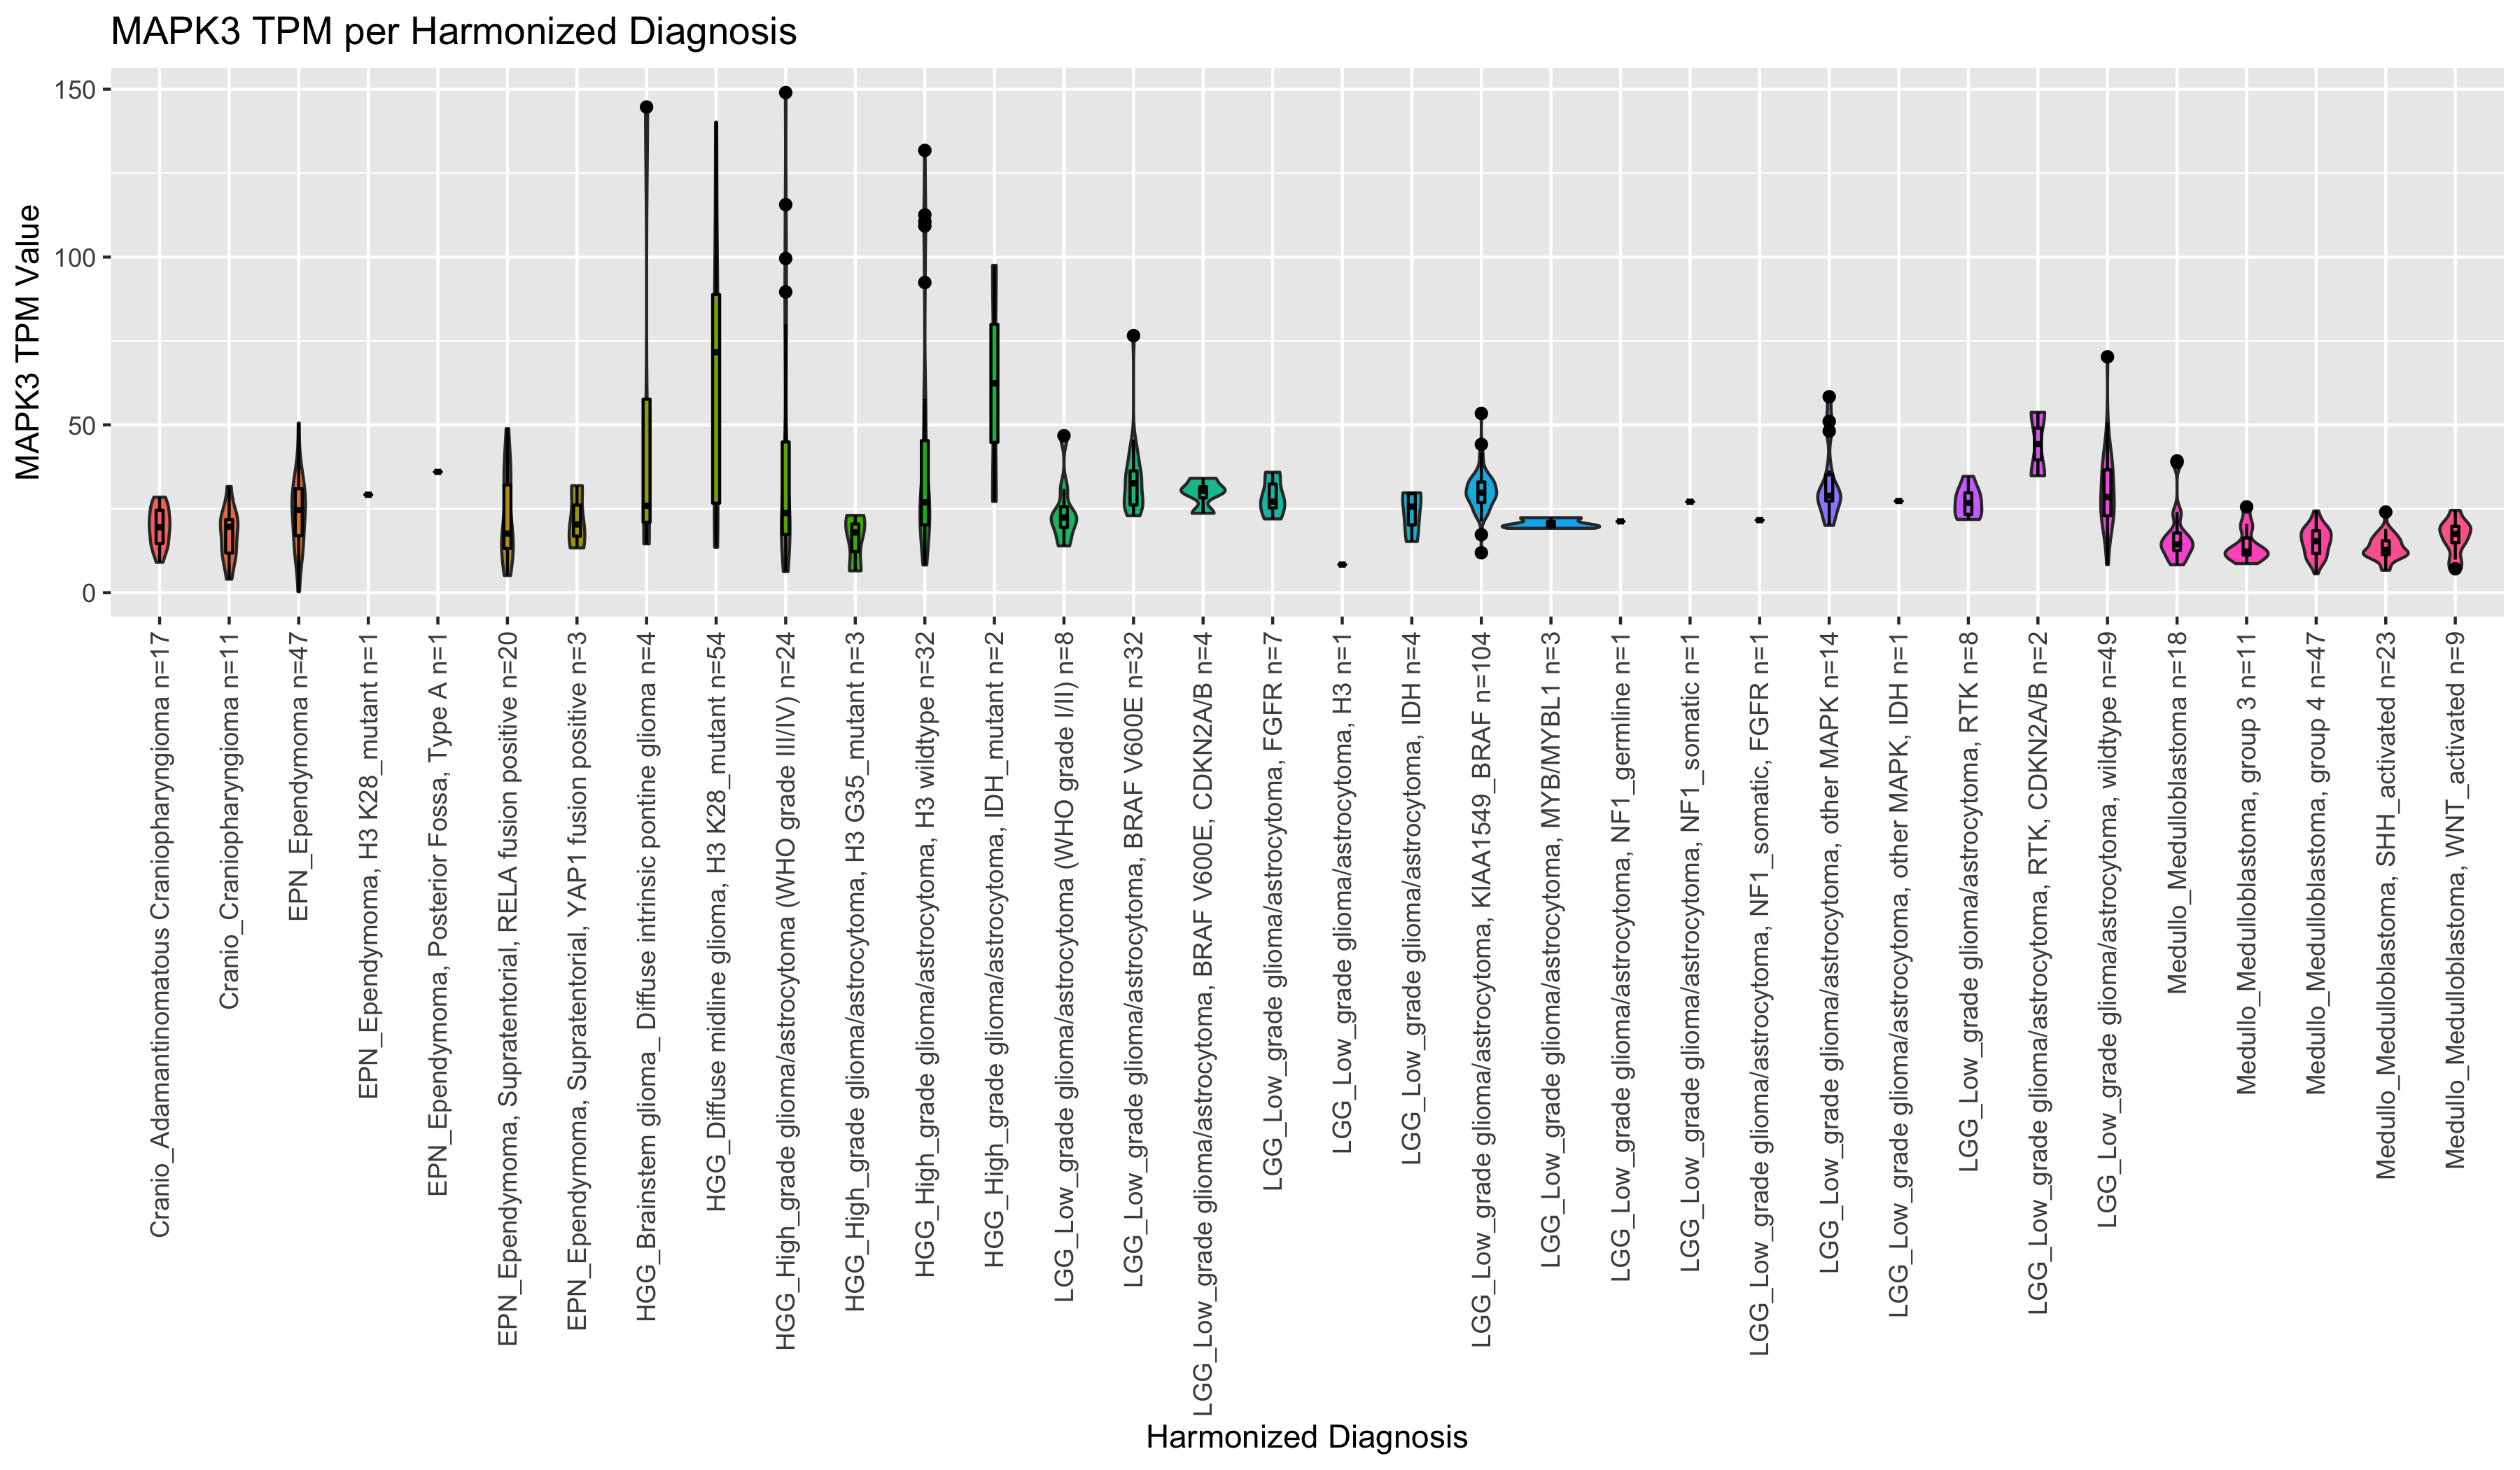 MAPK3 TPM per Harmonized Diagnosis
MAPK3 TPM Value
150
100
50
0
Cranio_Adamantinomatous Craniopharyngioma n=17
Cranio_Craniopharyngioma n=11
EPN_Ependymoma n=47
EPN_Ependymoma, H3 K28_mutant n=1
EPN_Ependymoma, Posterior Fossa, Type A n=1
EPN_Ependymoma, Supratentorial, RELA fusion positive n=20
EPN_Ependymoma, Supratentorial, YAP1 fusion positive n=3
HGG_Brainstem glioma_ Diffuse intrinsic pontine glioma n=4
HGG_Diffuse midline glioma, H3 K28_mutant n=54
HGG_High_grade glioma/astrocytoma (WHO grade III/IV) n=24
HGG_High_grade glioma/astrocytoma, H3 G35_mutant n=3
HGG_High_grade glioma/astrocytoma, H3 wildtype n=32
HGG_High_grade glioma/astrocytoma, IDH_mutant n=2
LGG_Low_grade glioma/astrocytoma (WHO grade I/II) n=8
LGG_Low_grade glioma/astrocytoma, BRAF V600E n=32
LGG_Low_grade glioma/astrocytoma, BRAF V600E, CDKN2A/B n=4
LGG_Low_grade glioma/astrocytoma, FGFR n=7
LGG_Low_grade glioma/astrocytoma, H3 n=1
LGG_Low_grade glioma/astrocytoma, IDH n=4
LGG_Low_grade glioma/astrocytoma, KIAA1549_BRAF n=104
LGG_Low_grade glioma/astrocytoma, MYB/MYBL1 n=3
LGG_Low_grade glioma/astrocytoma, NF1_germline n=1
LGG_Low_grade glioma/astrocytoma, NF1_somatic n=1
LGG_Low_grade glioma/astrocytoma, NF1_somatic, FGFR n=1
LGG_Low_grade glioma/astrocytoma, other MAPK n=14
LGG_Low_grade glioma/astrocytoma, other MAPK, IDH n=1
LGG_Low_grade glioma/astrocytoma, RTK n=8
LGG_Low_grade glioma/astrocytoma, RTK, CDKN2A/B n=2
LGG_Low_grade glioma/astrocytoma, wildtype n=49
Medullo_Medulloblastoma n=18
Medullo_Medulloblastoma, group 3 n=11
Medullo_Medulloblastoma, group 4 n=47
Medullo_Medulloblastoma, SHH_activated n=23
Medullo_Medulloblastoma, WNT_activated n=9
Harmonized Diagnosis